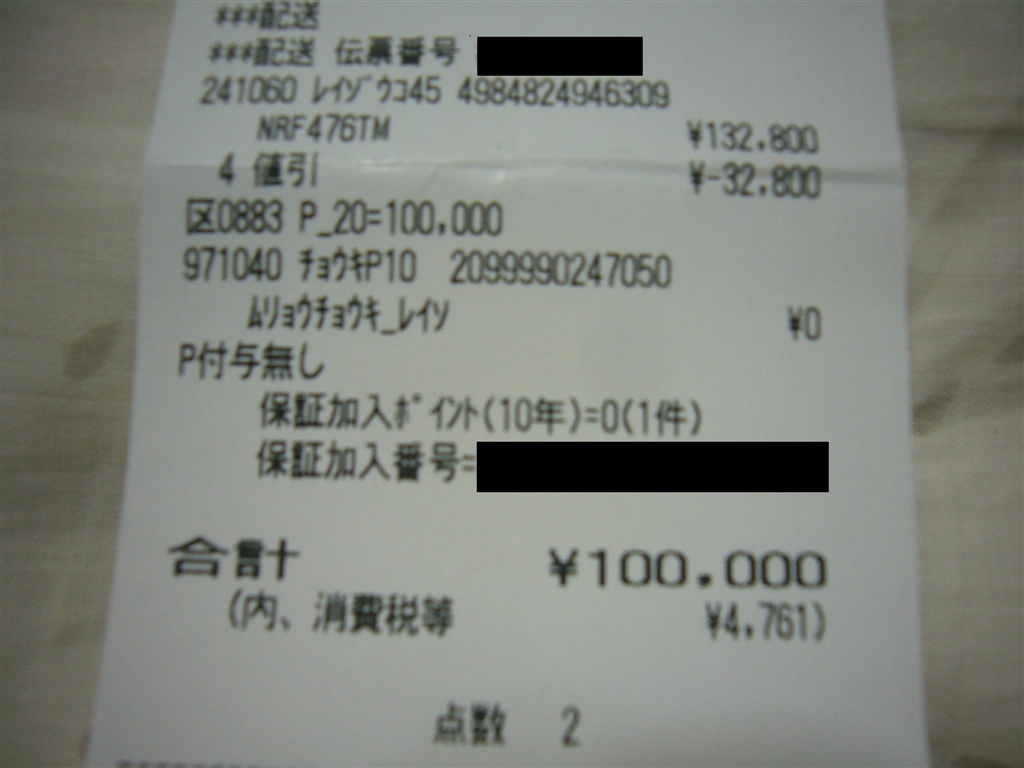 ***配送
***配送 伝票番号
241060 ﾚｲｿﾞｳｺ45 4984824946309
NRF476TM ¥132,800
4 値引 ¥-32,800
区0883 P_20=100,000
971040 ﾁｮｳｷP10 2099990247050
ﾑﾘｮｳﾁｮｳｷ_ﾚｲｿ ¥0
P付与無し
保証加入ﾎﾟｲﾝﾄ(10年)=0(1件)
保証加入番号=
合計 ¥100,000
(内、消費税等 ¥4,761)
点数 2